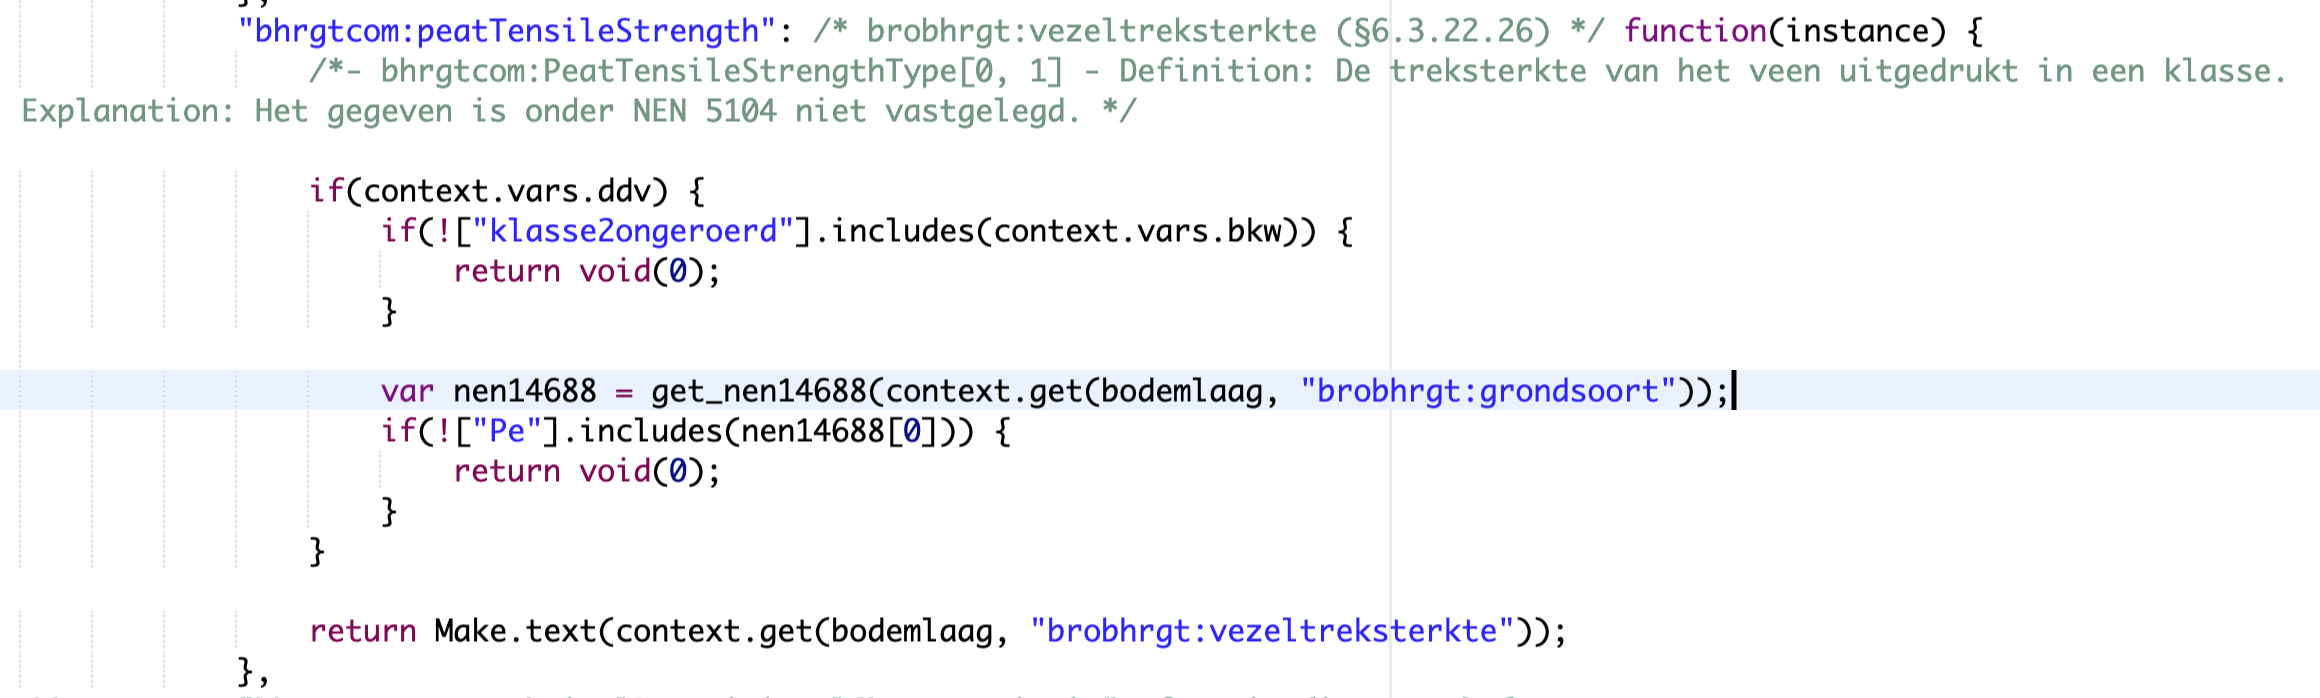 "bhrgtcom:peatTensileStrength": /* brobhrgt:vezeltreksterkte (§6.3.22.26) */ function(instance) {
/*- bhrgtcom:PeatTensileStrengthType[0, 1] - Definition: De treksterkte van het veen uitgedrukt in een klasse.
Explanation: Het gegeven is onder NEN 5104 niet vastgelegd. */
if(context.vars.ddv) {
if(!["klasse2ongeroerd"].includes(context.vars.bkw)) {
return void(0);
}
var nen14688 = get_nen14688(context.get(bodemlaag, "brobhrgt:grondsoort"));
if(!["Pe"].includes(nen14688[0])) {
return void(0);
}
}
return Make.text(context.get(bodemlaag, "brobhrgt:vezeltreksterkte"));
},